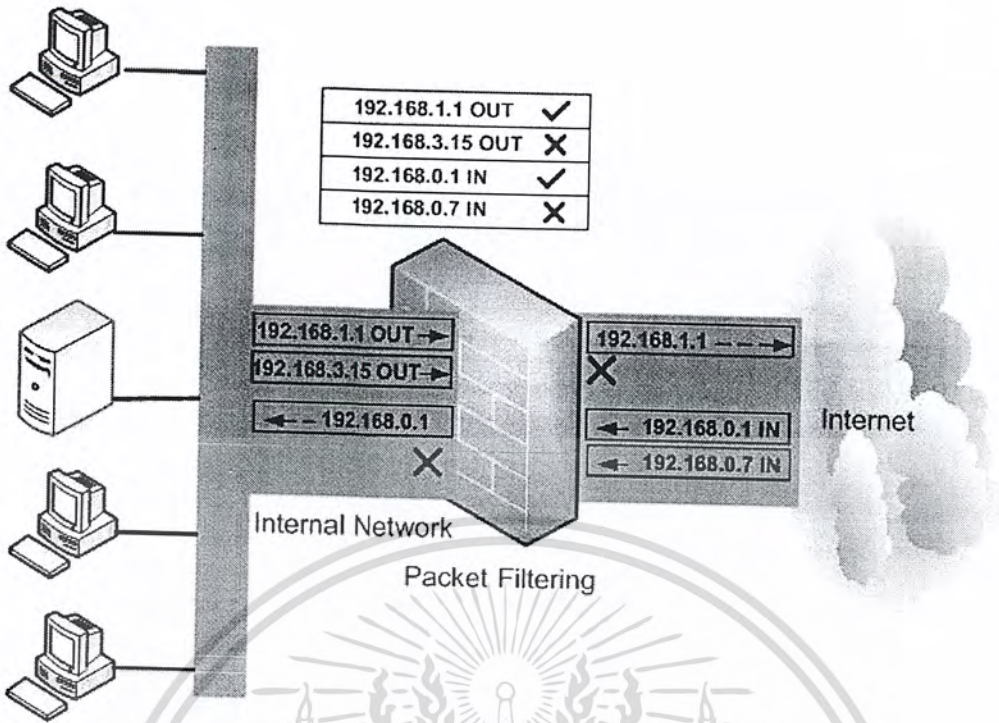 192.168.1.1 OUT ✓
192.168.3.15 OUT ✕
192.168.0.1 IN ✓
192.168.0.7 IN ✕
192.168.1.1 OUT
192.168.1.1
192.168.3.15 OUT
192.168.0.1
192.168.0.1 IN
192.168.0.7 IN
Internet
Internal Network
Packet Filtering